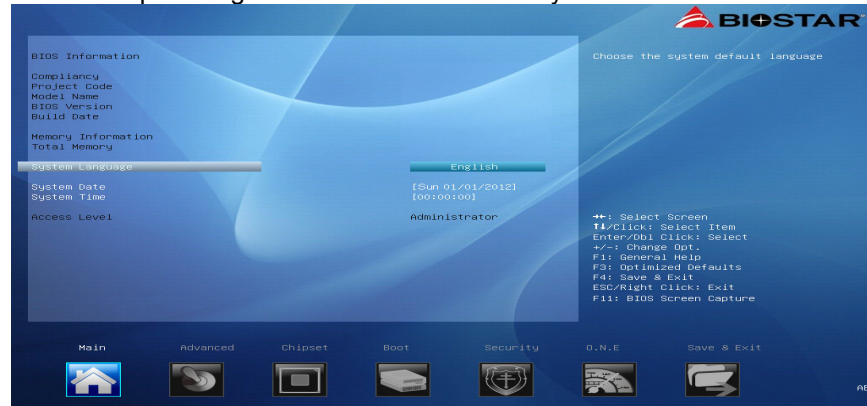 BIOSTAR
BIOS Information
Choose the system default language
Compliancy
Project Code
Model Name
BIOS Version
Build Date
Memory Information
Total Memory
System Language English
System Date [Sun 01/01/2012]
System Time [00:00:00]
Access Level Administrator
→←: Select Screen
↑↓/Click: Select Item
Enter/Dbl Click: Select
+/-: Change Opt.
F1: General Help
F3: Optimized Defaults
F4: Save & Exit
ESC/Right Click: Exit
F11: BIOS Screen Capture
Main Advanced Chipset Boot Security O.N.E Save & Exit